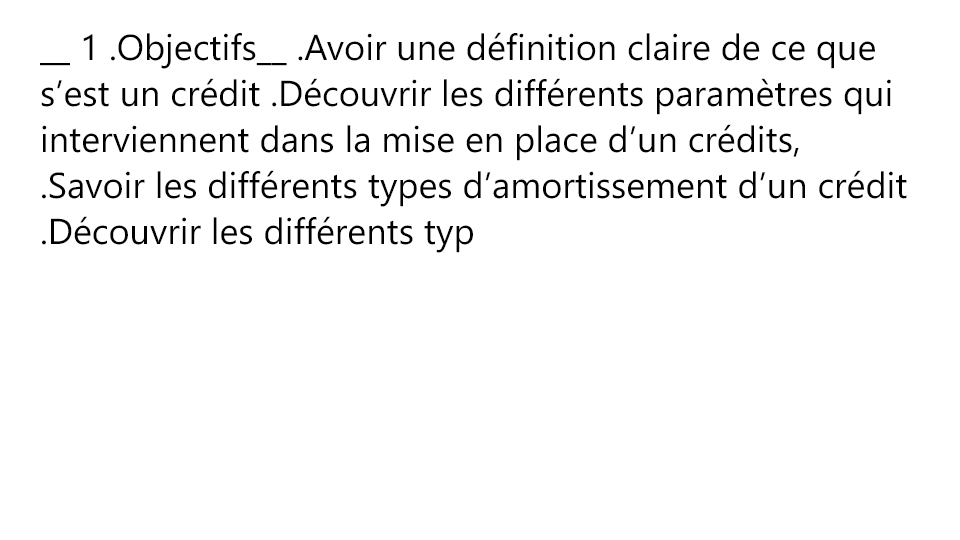 __ 1 .Objectifs__ .Avoir une définition claire de ce que
s’est un crédit .Découvrir les différents paramètres qui
interviennent dans la mise en place d’un crédits,
.Savoir les différents types d’amortissement d’un crédit
.Découvrir les différents typ